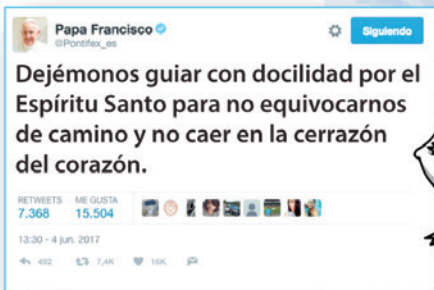 Papa Francisco
@Pontifex_es
Siguiendo
Dejémonos guiar con docilidad por el
Espíritu Santo para no equivocarnos
de camino y no caer en la cerrazón
del corazón.
RETWEETS ME GUSTA
7.368 15.504
13:30 - 4 jun. 2017
492 7,4K 16K